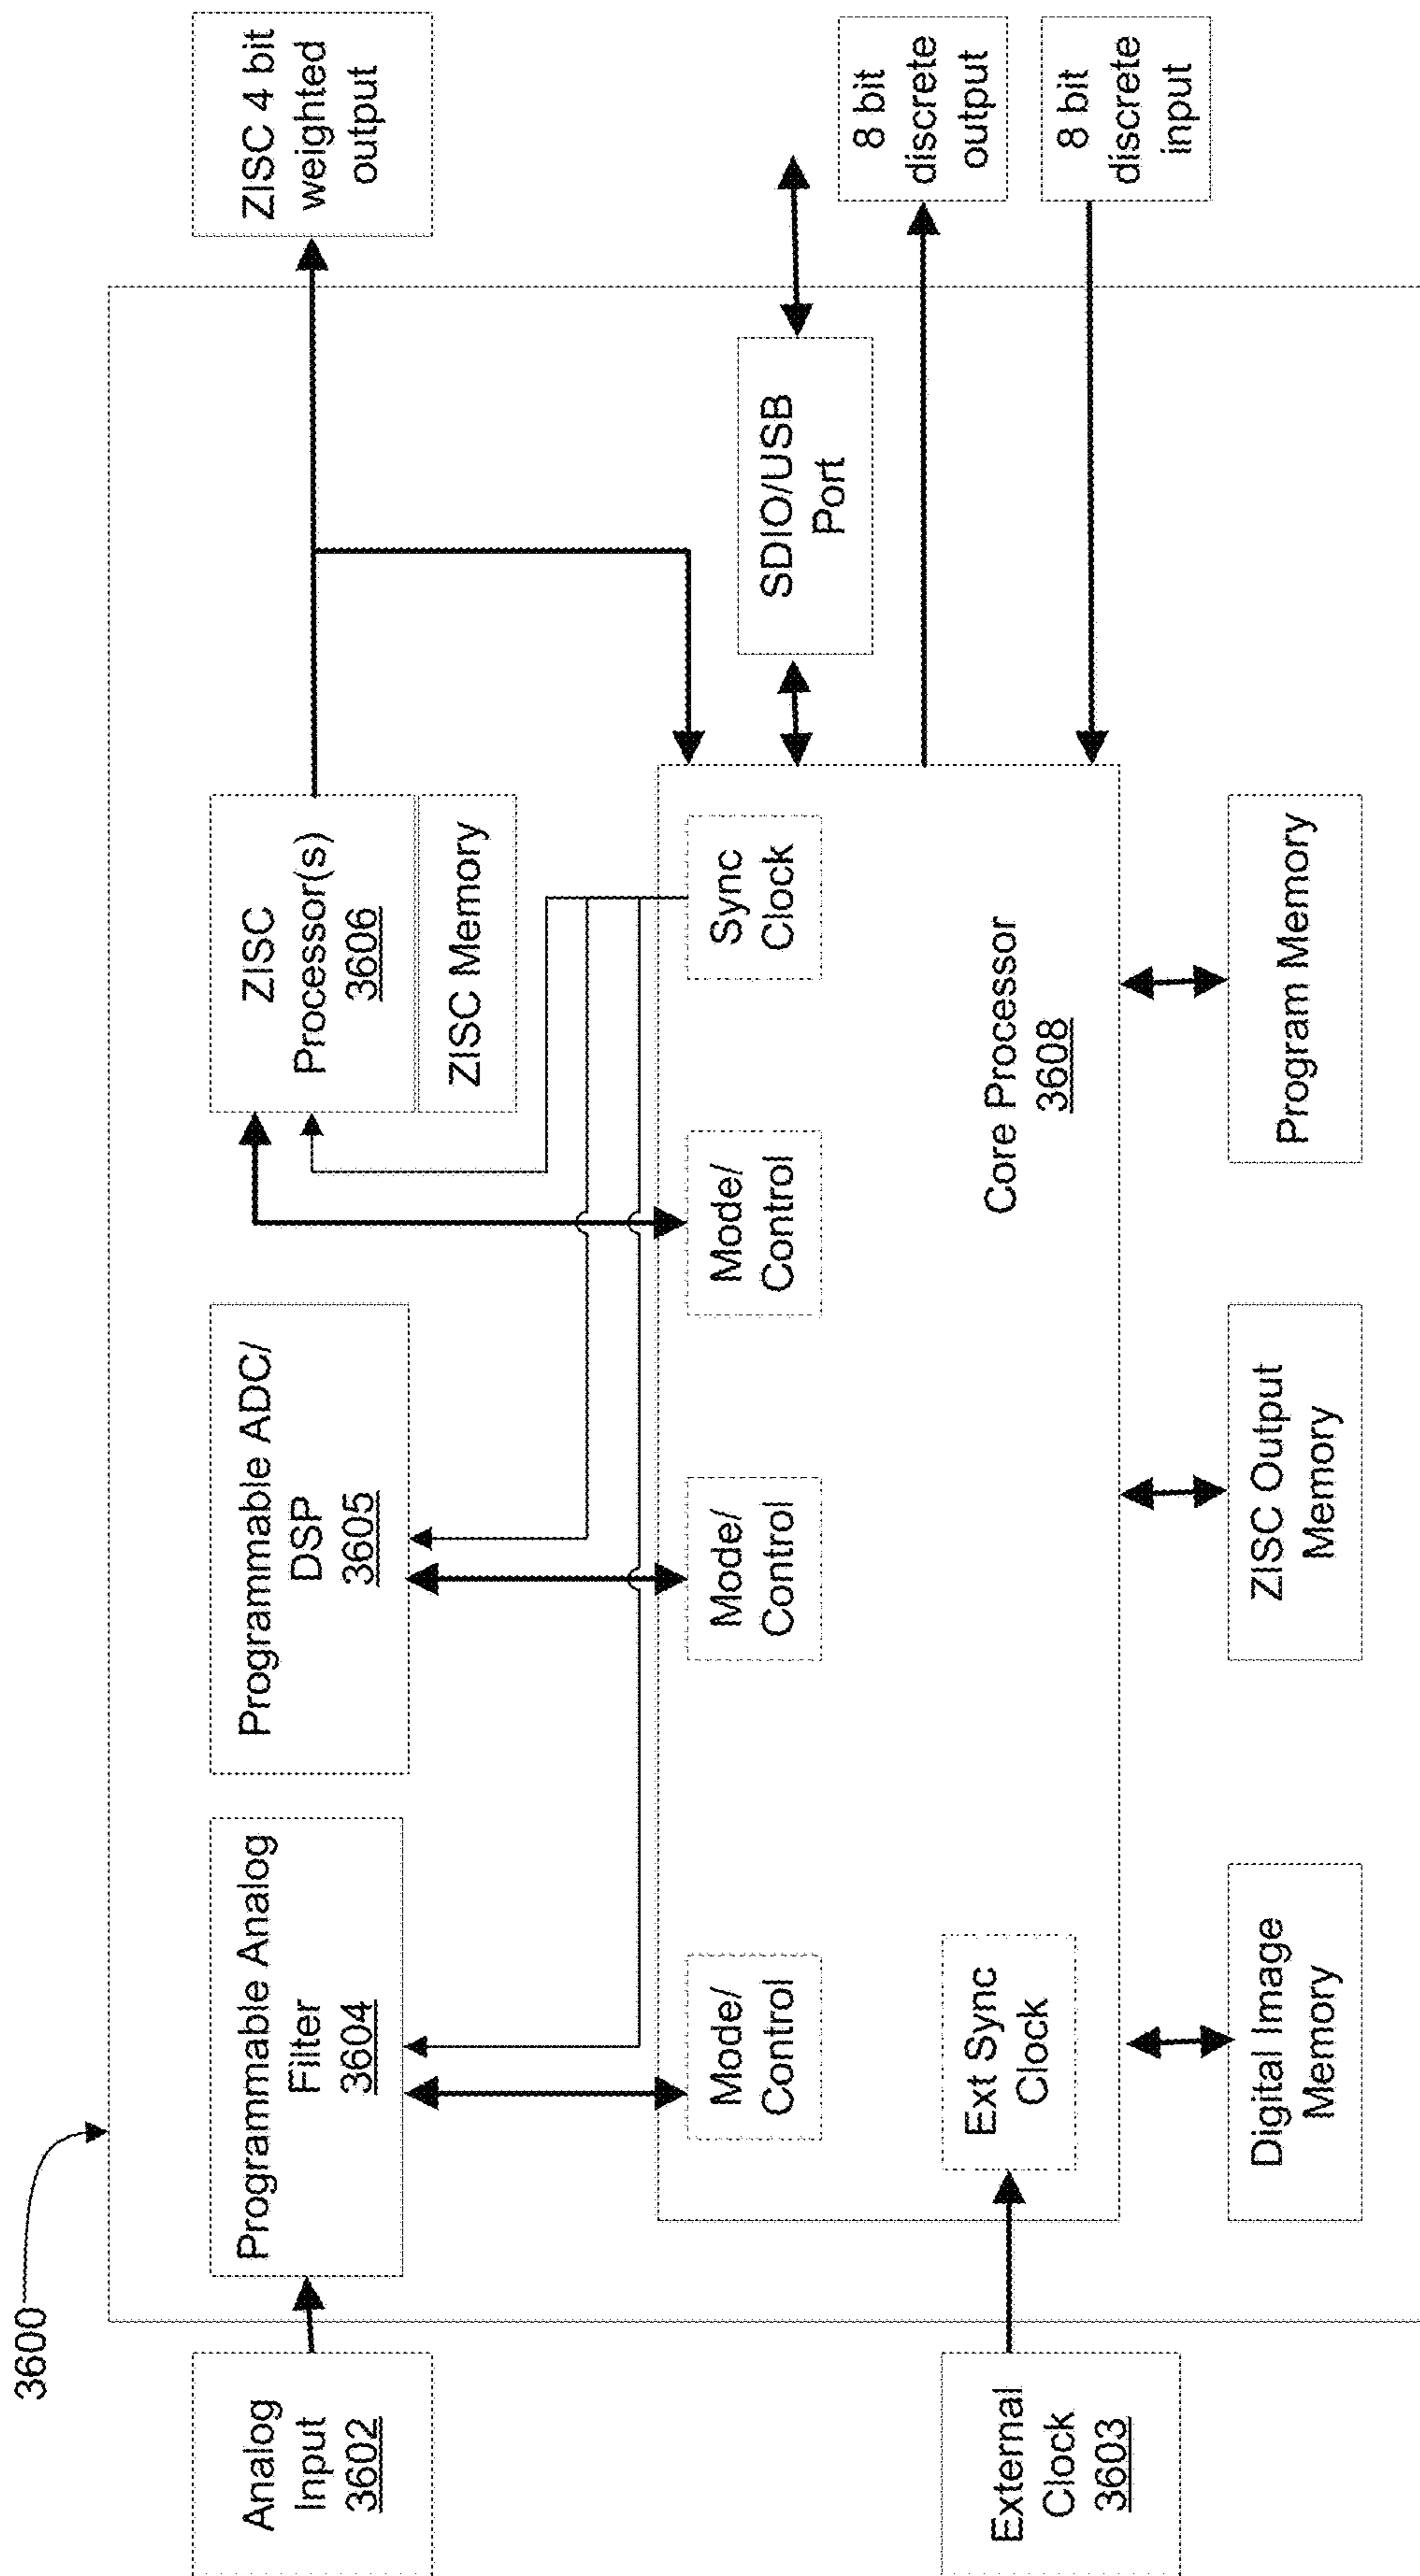 3600
Analog
Input
3602
Programmable Analog
Filter
3604
Programmable ADC/
DSP
3605
ZISC
Processor(s)
3606
ZISC Memory
ZISC 4 bit
weighted
output
Mode/
Control
Mode/
Control
Mode/
Control
Sync
Clock
SDIO/USB
Port
8 bit
discrete
output
8 bit
discrete
input
External
Clock
3603
Ext Sync
Clock
Core Processor
3608
Digital Image
Memory
ZISC Output
Memory
Program Memory